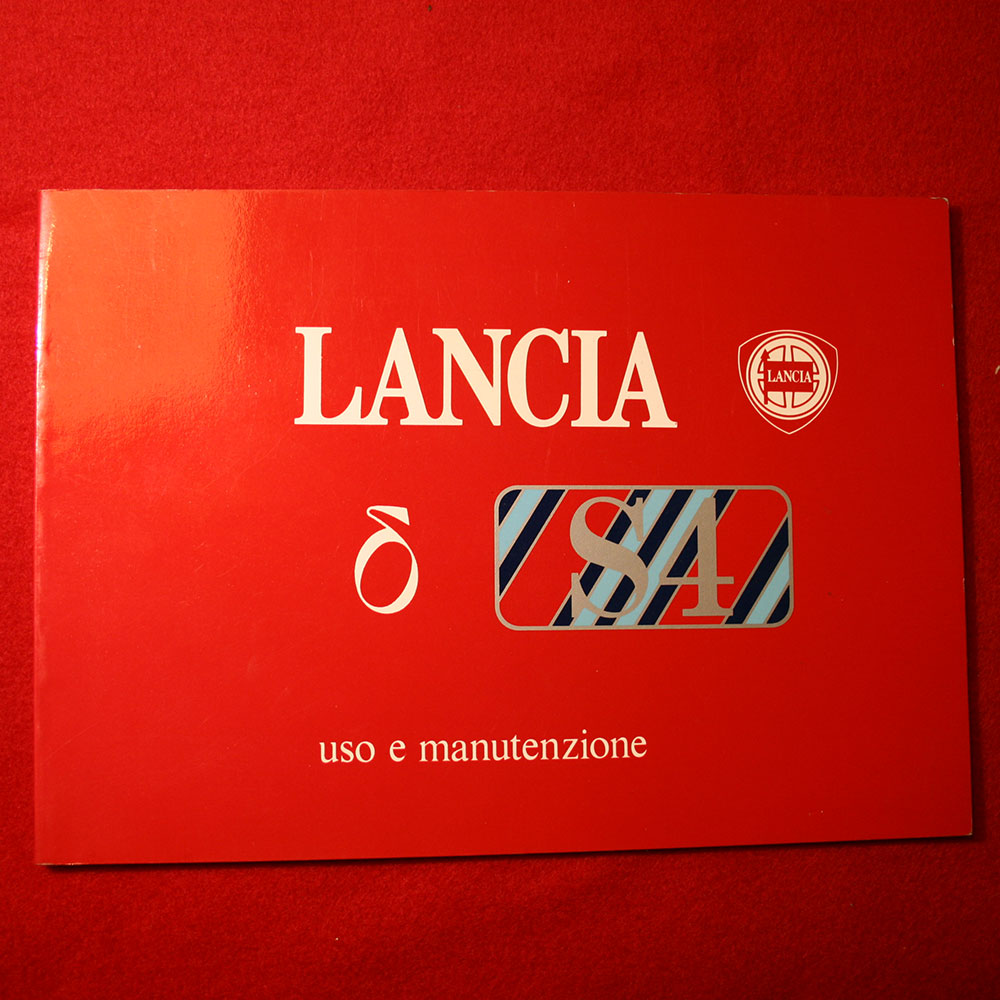 LANCIA
LANCIA
δ S4
uso e manutenzione